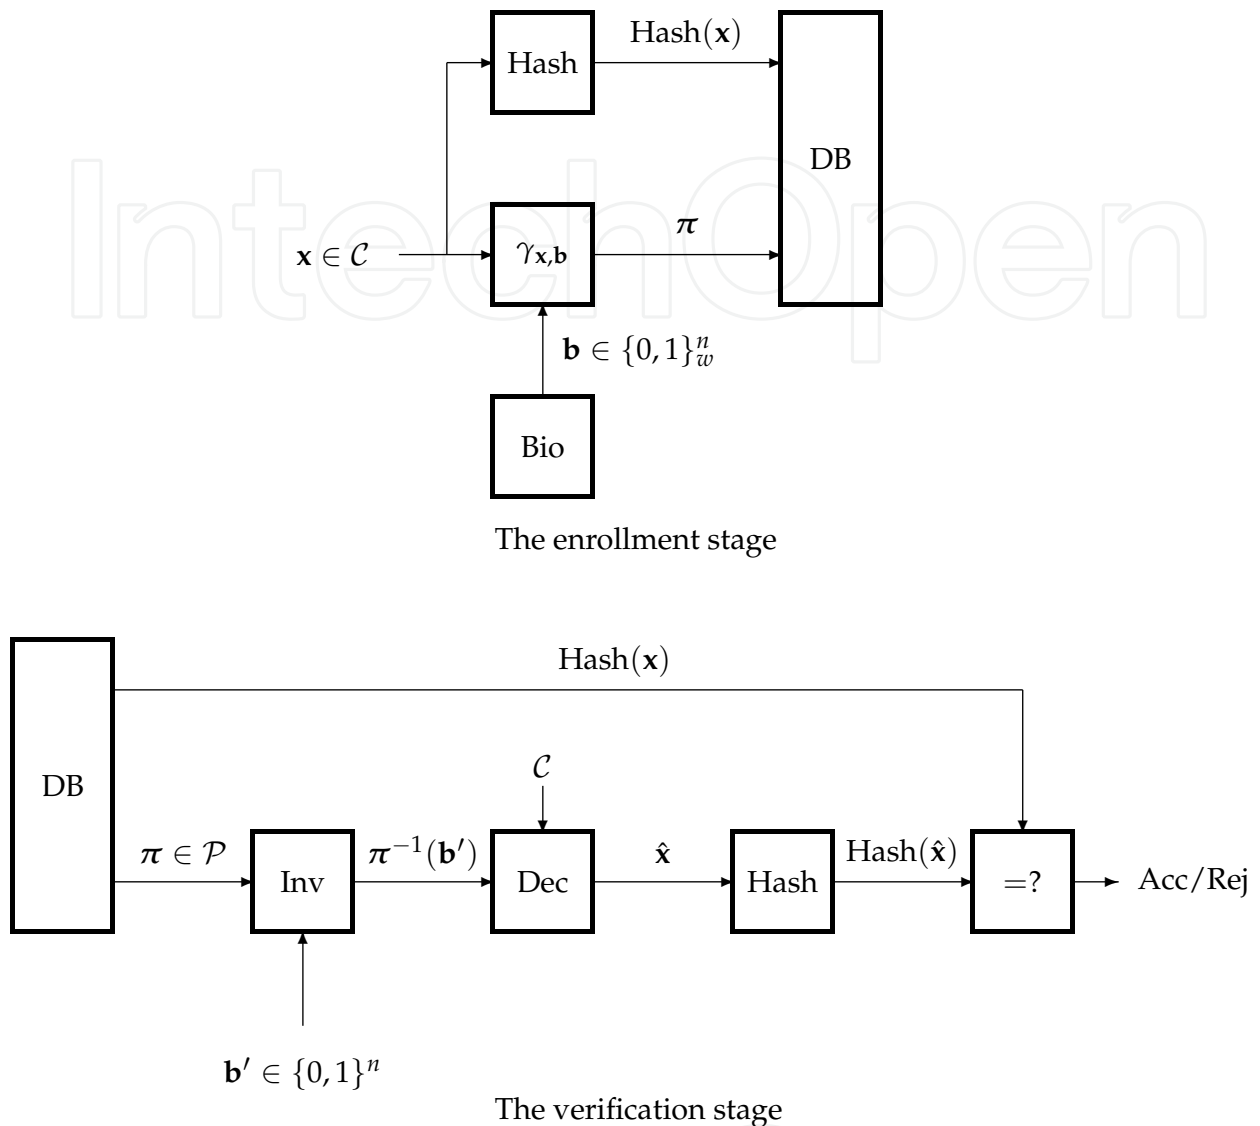 Hash(x)
Hash
DB
IntechOpen
π
x ∈ C
γx,b
b ∈ {0, 1}ⁿw
Bio
The enrollment stage
Hash(x)
DB
C
π ∈ P
π⁻¹(b′)
x̂
Hash(x̂)
Inv
Dec
Hash
=?
Acc/Rej
b′ ∈ {0, 1}ⁿ
The verification stage